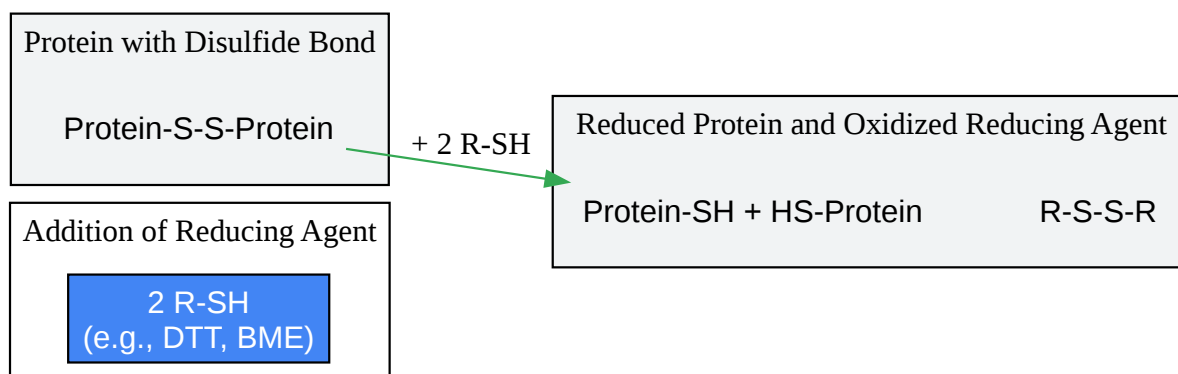 Protein with Disulfide Bond
Protein-S-S-Protein
+ 2 R-SH
Reduced Protein and Oxidized Reducing Agent
Protein-SH + HS-Protein R-S-S-R
Addition of Reducing Agent
2 R-SH
(e.g., DTT, BME)